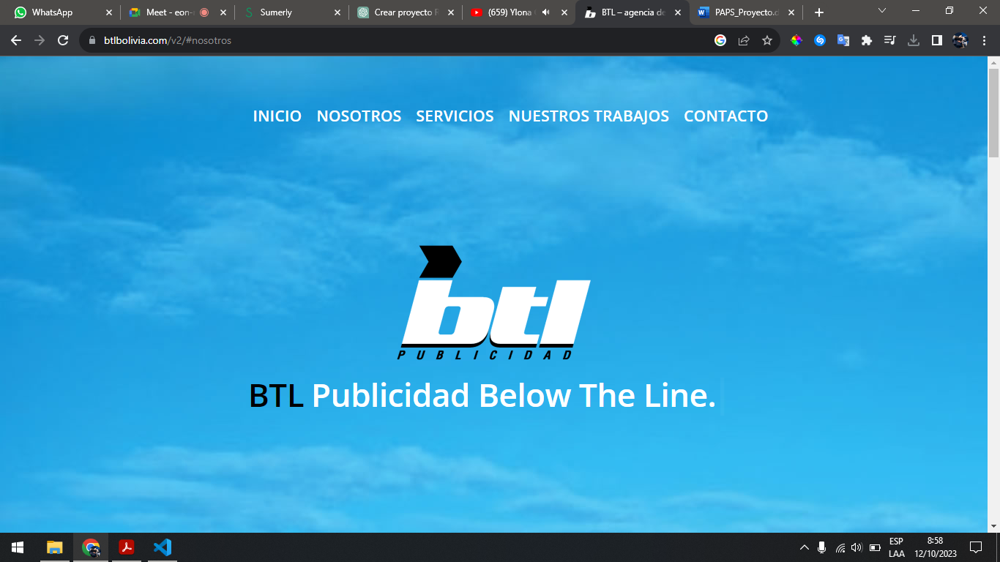 WhatsApp
Meet - eon-
Sumerly
Crear proyecto R
(659) Ylona
BTL – agencia de
PAPS_Proyecto.d
btlbolivia.com/v2/#nosotros
INICIO NOSOTROS SERVICIOS NUESTROS TRABAJOS CONTACTO
btl
PUBLICIDAD
BTL Publicidad Below The Line.
ESP 8:58
LAA 12/10/2023